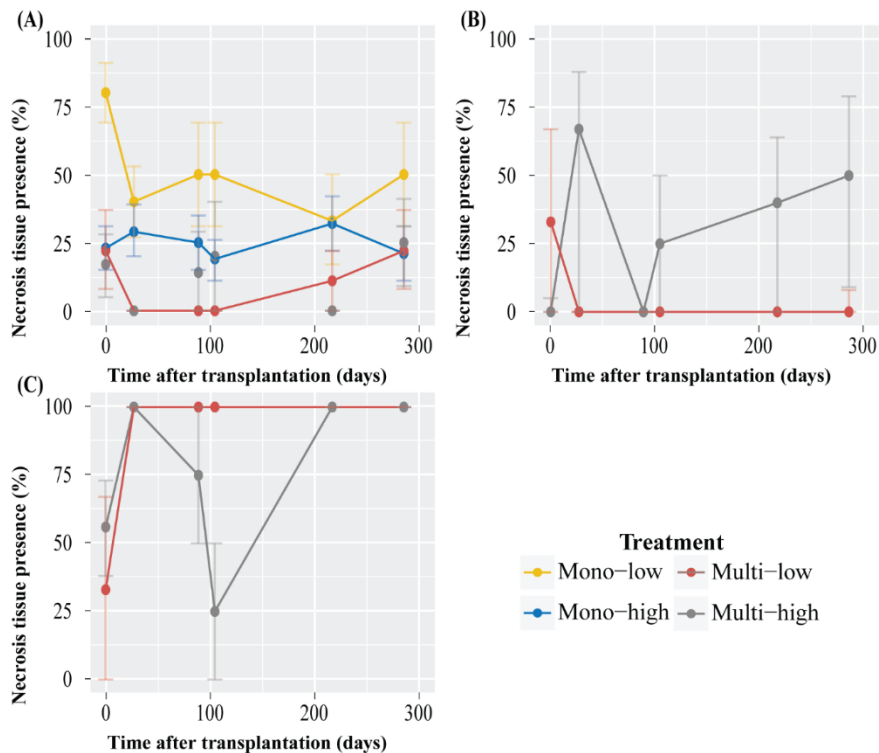 (A)
100
75
50
25
0
Necrosis tissue presence (%)
0 100 200 300
Time after transplantation (days)
(B)
100
75
50
25
0
Necrosis tissue presence (%)
0 100 200 300
Time after transplantation (days)
(C)
100
75
50
25
0
Necrosis tissue presence (%)
0 100 200 300
Time after transplantation (days)
Treatment
Mono−low Multi−low
Mono−high Multi−high